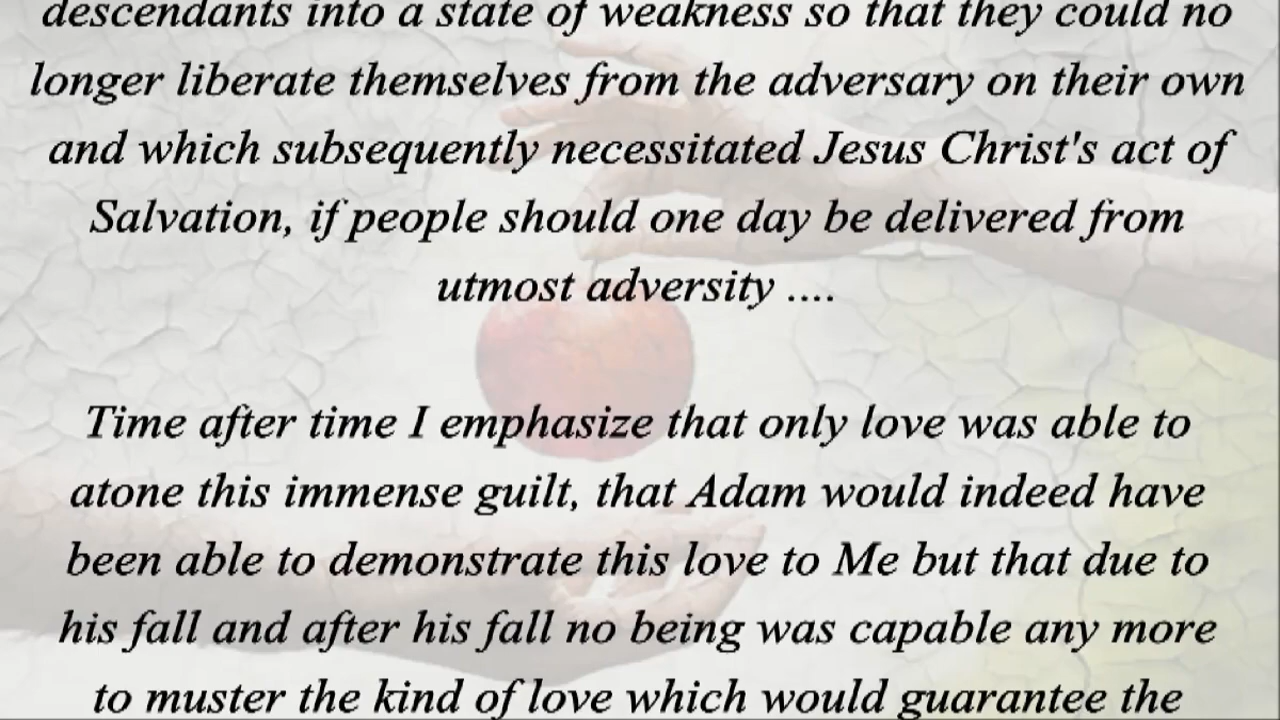 descendants into a state of weakness so that they could no
longer liberate themselves from the adversary on their own
and which subsequently necessitated Jesus Christ's act of
Salvation, if people should one day be delivered from
utmost adversity ....
Time after time I emphasize that only love was able to
atone this immense guilt, that Adam would indeed have
been able to demonstrate this love to Me but that due to
his fall and after his fall no being was capable any more
to muster the kind of love which would guarantee the